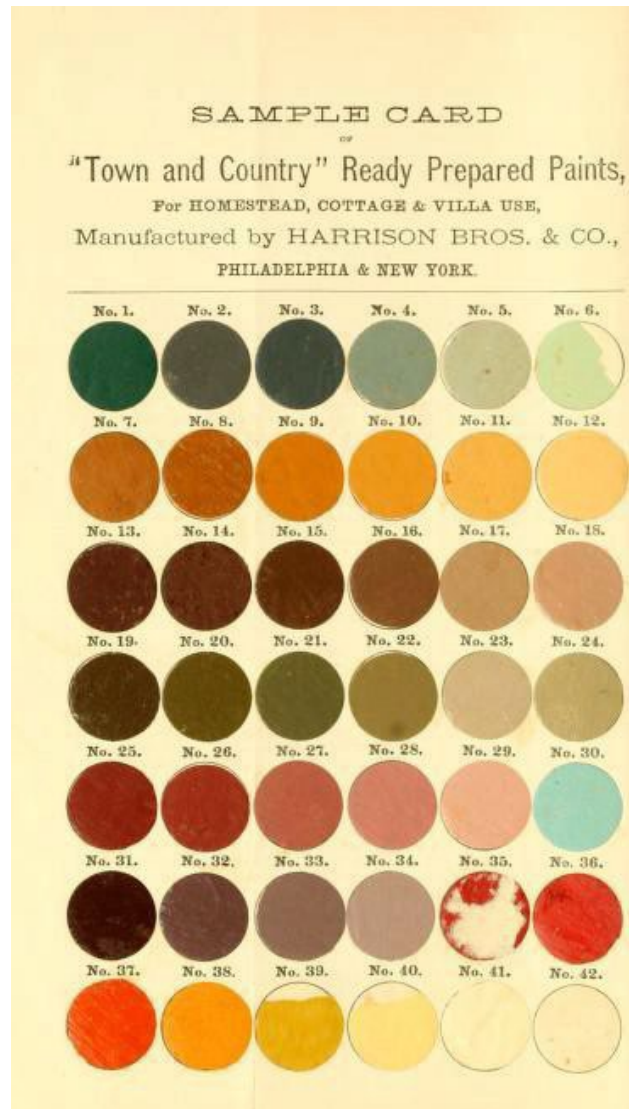 SAMPLE CARD
OF
"Town and Country" Ready Prepared Paints,
For HOMESTEAD, COTTAGE & VILLA USE,
Manufactured by HARRISON BROS. & CO.,
PHILADELPHIA & NEW YORK.
No. 1. No. 2. No. 3. No. 4. No. 5. No. 6.
No. 7. No. 8. No. 9. No. 10. No. 11. No. 12.
No. 13. No. 14. No. 15. No. 16. No. 17. No. 18.
No. 19. No. 20. No. 21. No. 22. No. 23. No. 24.
No. 25. No. 26. No. 27. No. 28. No. 29. No. 30.
No. 31. No. 32. No. 33. No. 34. No. 35. No. 36.
No. 37. No. 38. No. 39. No. 40. No. 41. No. 42.